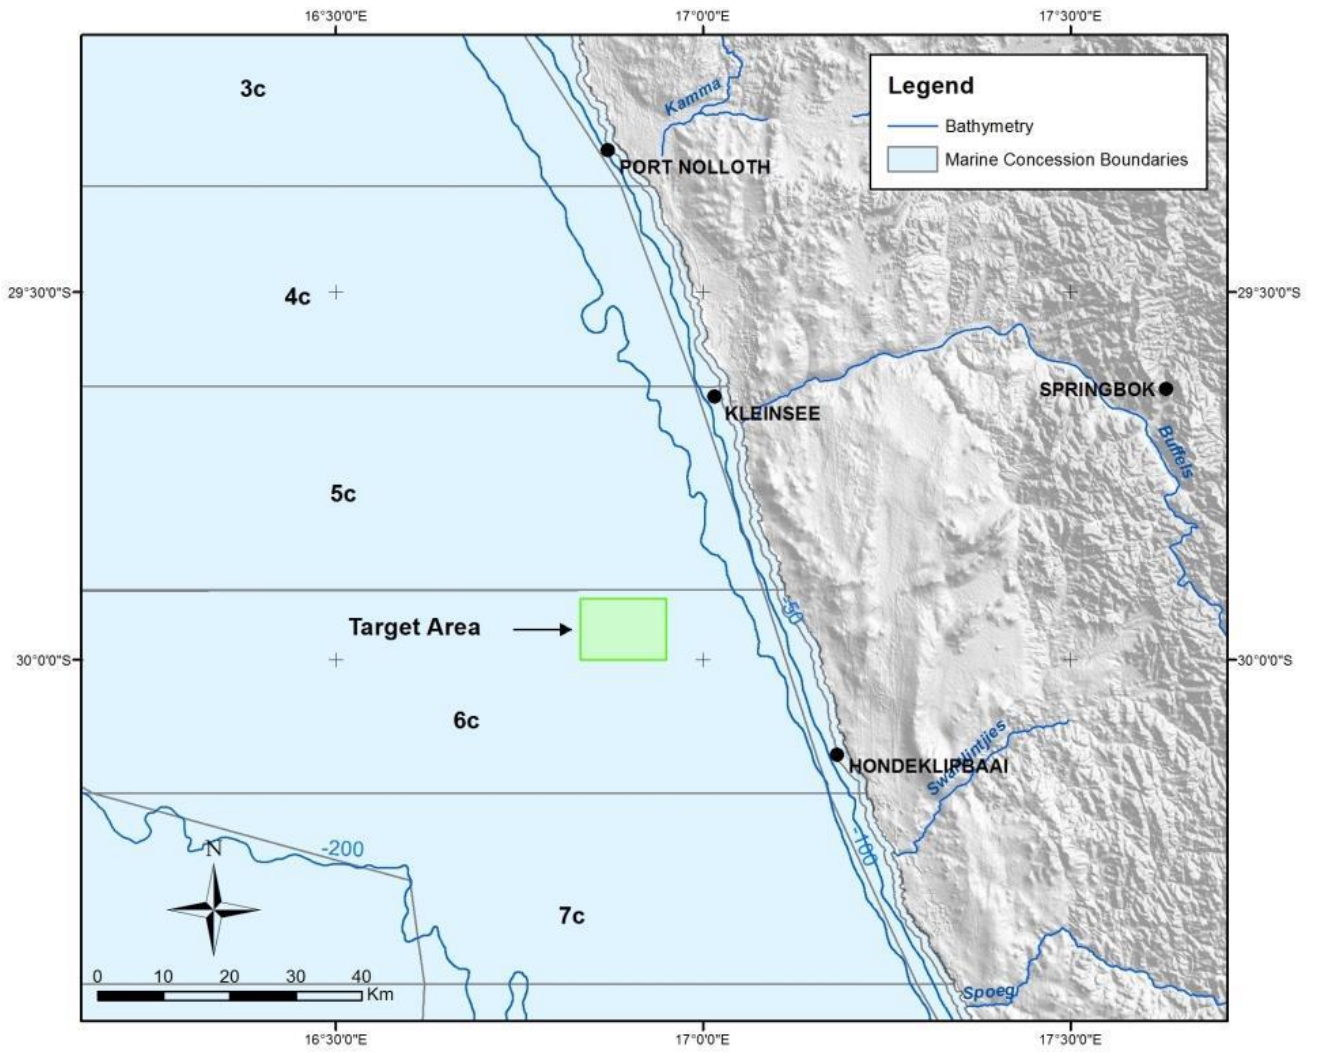 16°30'0"E 17°0'0"E 17°30'0"E
3c
Kamma
Legend
Bathymetry
Marine Concession Boundaries
PORT NOLLOTH
29°30'0"S 29°30'0"S
4c
SPRINGBOK
KLEINSEE
Buffels
5c
-50
Target Area
30°0'0"S 30°0'0"S
6c
Swartlintjies
HONDEKLIPBAAI
-200
-100
N
7c
0 10 20 30 40
Km
Spoeg
16°30'0"E 17°0'0"E 17°30'0"E